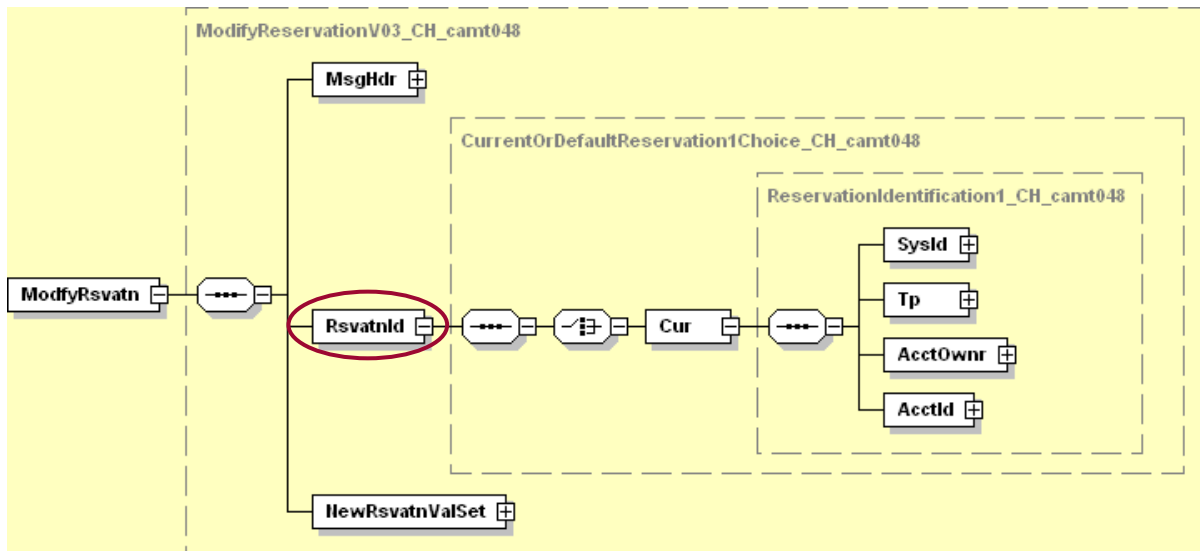 ModifyReservationV03_CH_camt048
MsgHdr
CurrentOrDefaultReservation1Choice_CH_camt048
ReservationIdentification1_CH_camt048
SysId
ModfyRsvatn
Tp
RsvatnId
Cur
AcctOwnr
AcctId
NewRsvatnValSet